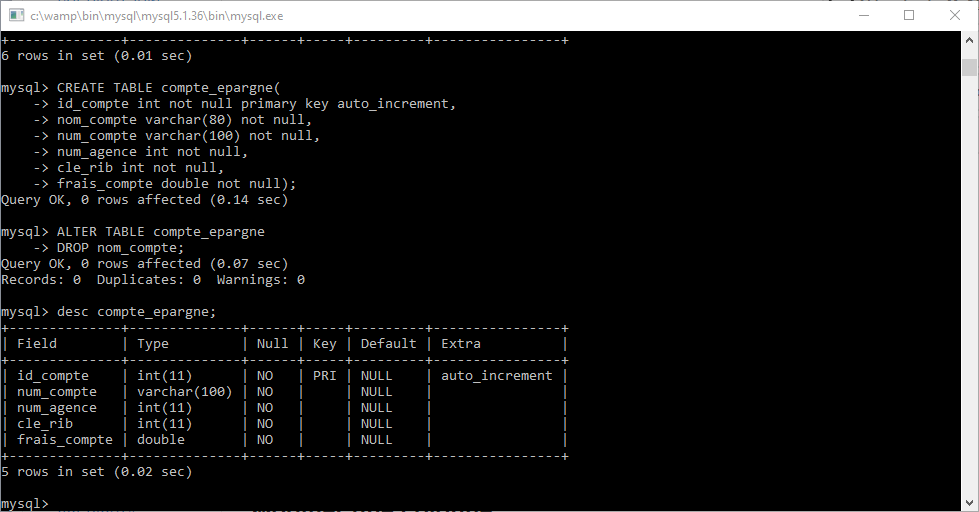 c:\wamp\bin\mysql\mysql5.1.36\bin\mysql.exe
+--------------+--------------+------+-----+---------+----------------+
6 rows in set (0.01 sec)
mysql> CREATE TABLE compte_epargne(
    -> id_compte int not null primary key auto_increment,
    -> nom_compte varchar(80) not null,
    -> num_compte varchar(100) not null,
    -> num_agence int not null,
    -> cle_rib int not null,
    -> frais_compte double not null);
Query OK, 0 rows affected (0.14 sec)
mysql> ALTER TABLE compte_epargne
    -> DROP nom_compte;
Query OK, 0 rows affected (0.07 sec)
Records: 0  Duplicates: 0  Warnings: 0
mysql> desc compte_epargne;
+--------------+--------------+------+-----+---------+----------------+
| Field        | Type         | Null | Key | Default | Extra          |
+--------------+--------------+------+-----+---------+----------------+
| id_compte    | int(11)      | NO   | PRI | NULL    | auto_increment |
| num_compte   | varchar(100) | NO   |     | NULL    |                |
| num_agence   | int(11)      | NO   |     | NULL    |                |
| cle_rib      | int(11)      | NO   |     | NULL    |                |
| frais_compte | double       | NO   |     | NULL    |                |
+--------------+--------------+------+-----+---------+----------------+
5 rows in set (0.02 sec)
mysql>